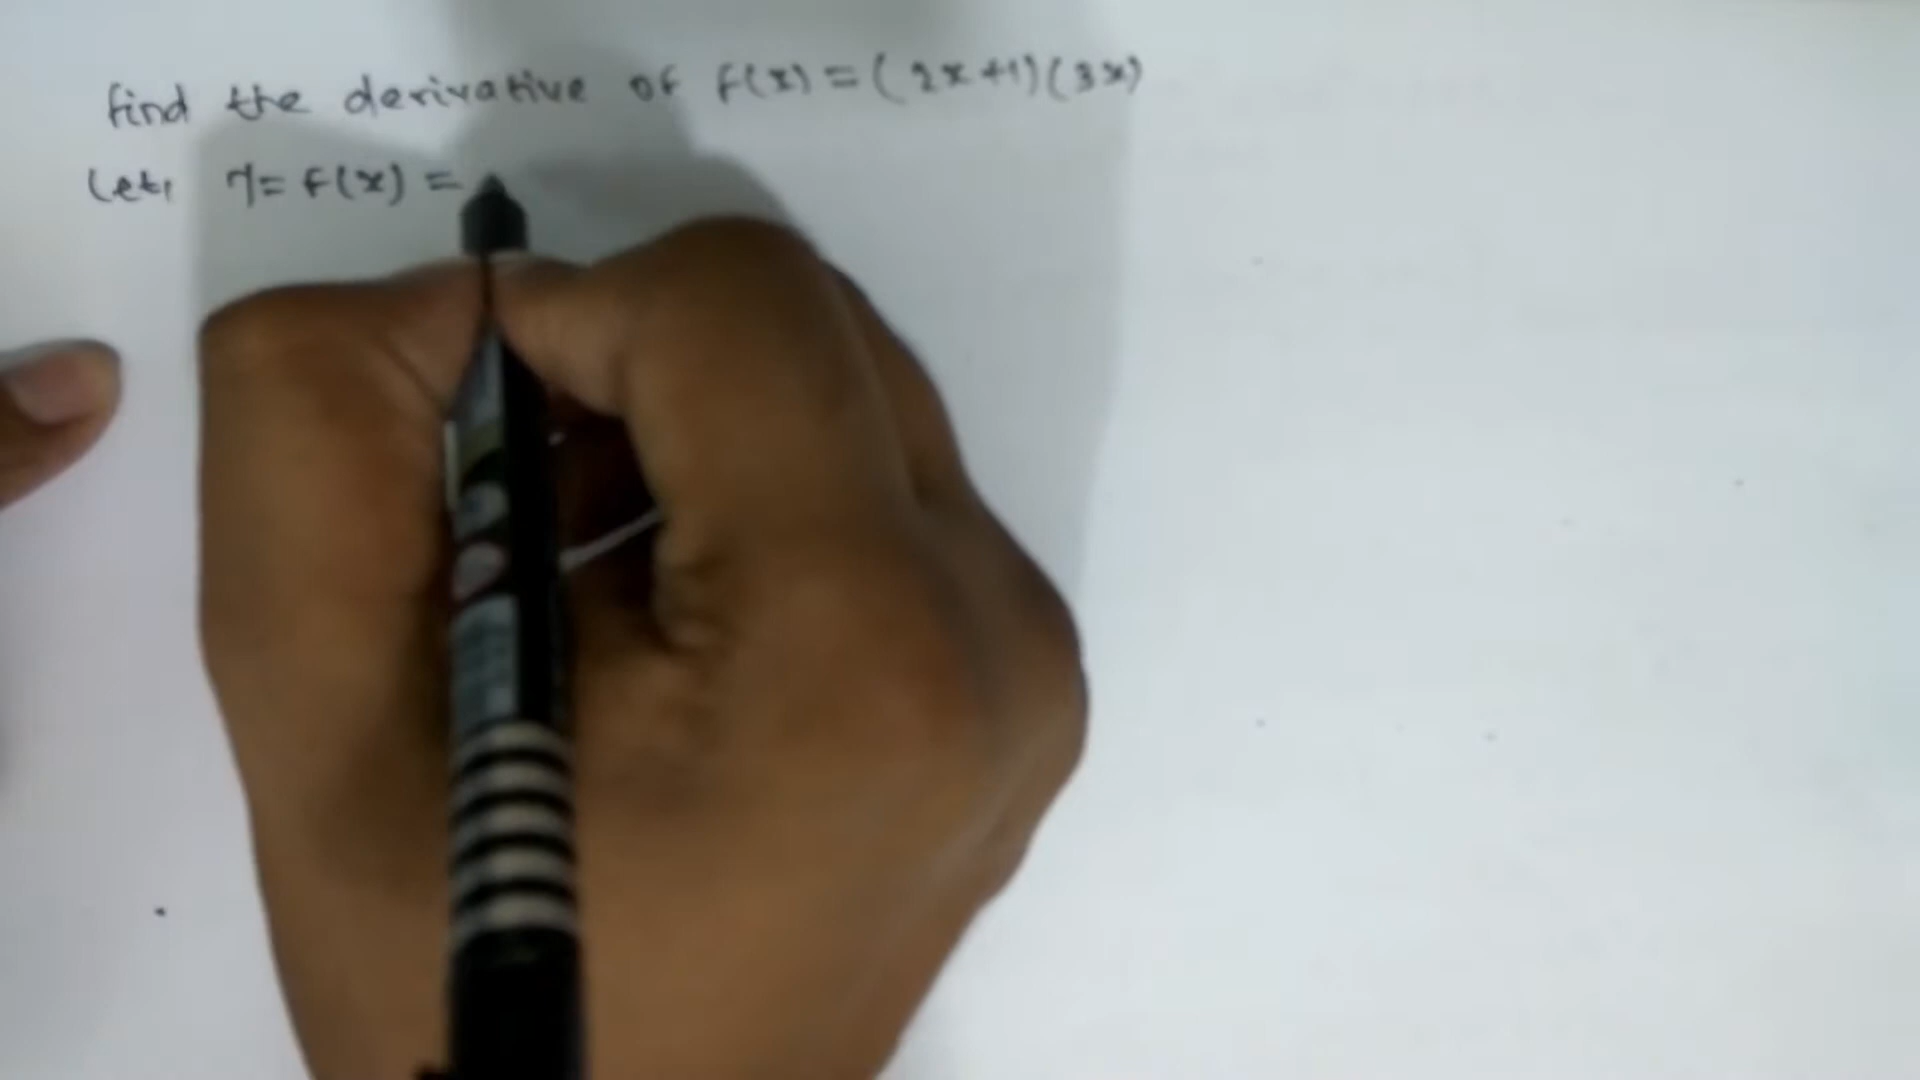 find the derivative of f(x) = (2x+1)(3x)
Let, y = f(x) =